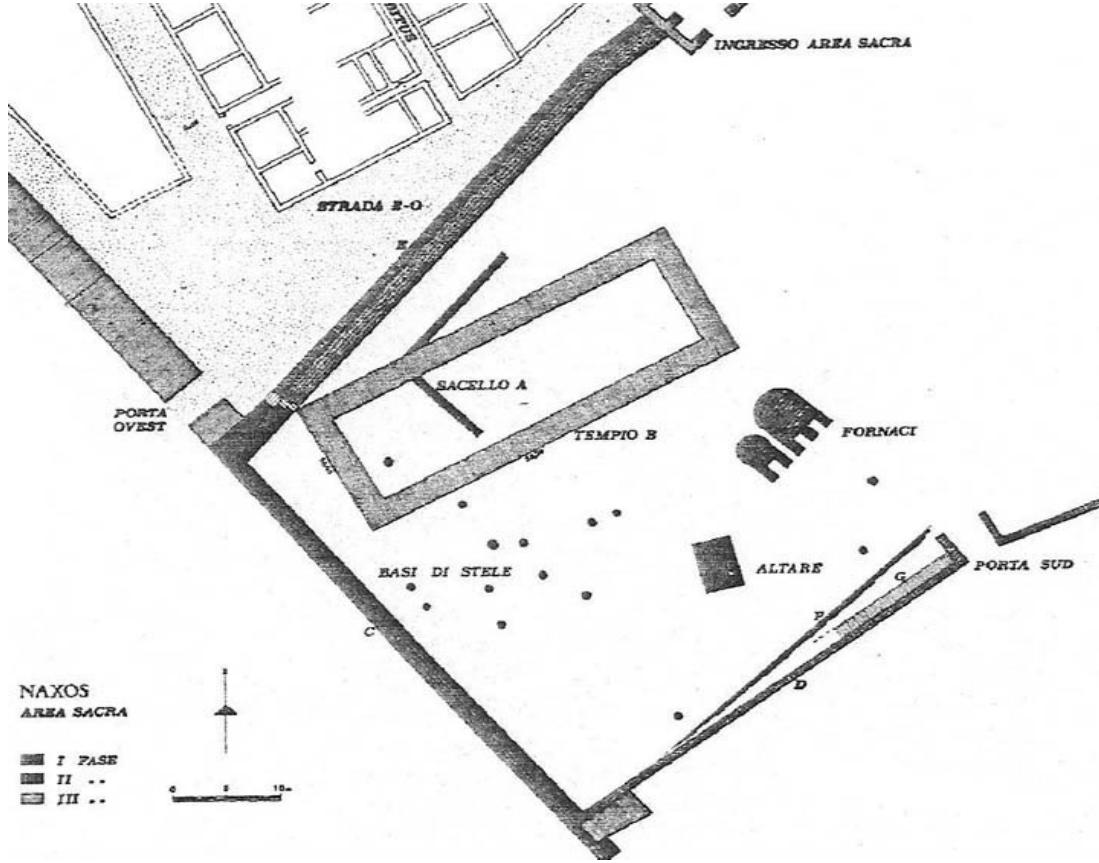 INGRESSO AREA SACRA
STRADA E-O
E
SACELLO A
PORTA
OVEST
TEMPIO B
FORNACI
BASI DI STELE
ALTARE
PORTA SUD
G
F
D
C
NAXOS
AREA SACRA
I FASE
II ..
III ..
0 5 10m